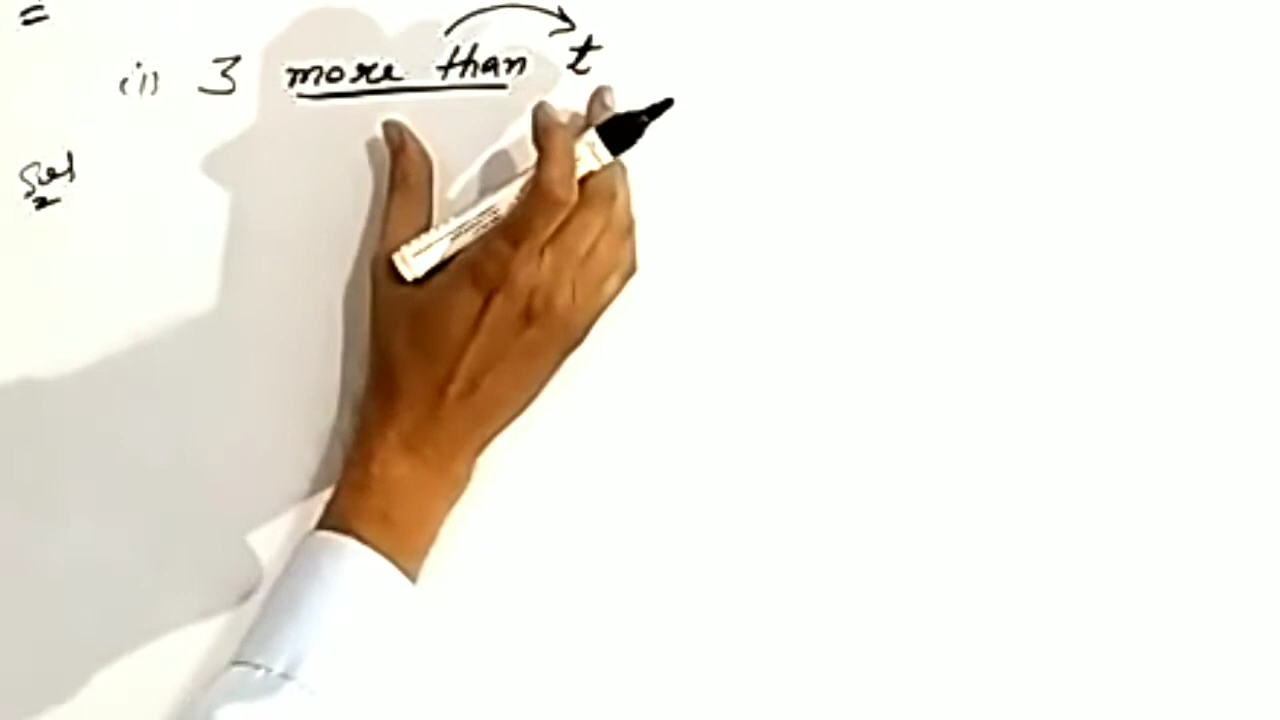 =
(i) 3 more than t
Sol